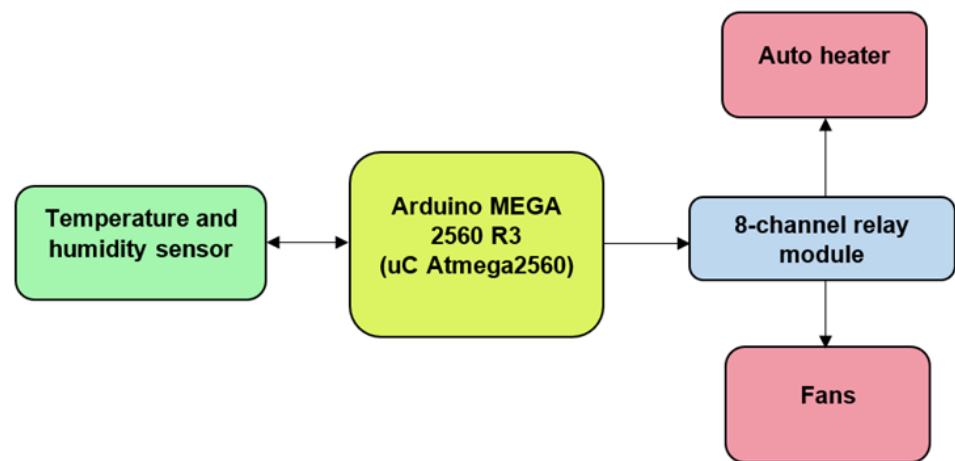 Auto heater
Temperature and
humidity sensor
Arduino MEGA
2560 R3
(uC Atmega2560)
8-channel relay
module
Fans